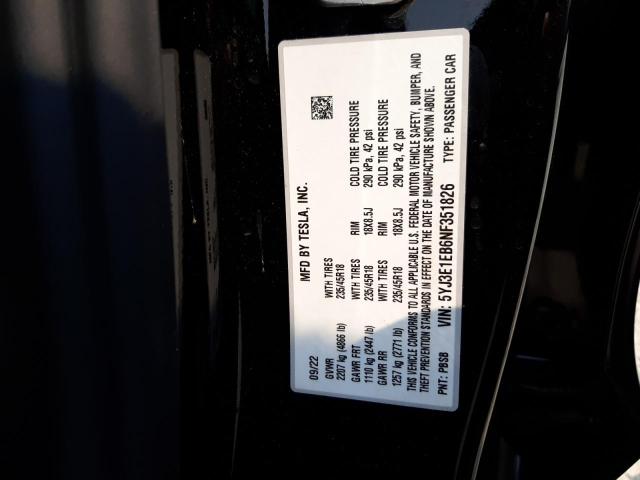 MFD BY TESLA, INC.
09/22
GVWR WITH TIRES
2207 kg (4866 lb) 235/45R18
GAWR FRT WITH TIRES RIM COLD TIRE PRESSURE
1110 kg (2447 lb) 235/45R18 18X8.5J 290 kPa, 42 psi
GAWR RR WITH TIRES RIM COLD TIRE PRESSURE
1257 kg (2771 lb) 235/45R18 18X8.5J 290 kPa, 42 psi
THIS VEHICLE CONFORMS TO ALL APPLICABLE U.S. FEDERAL MOTOR VEHICLE SAFETY, BUMPER, AND
THEFT PREVENTION STANDARDS IN EFFECT ON THE DATE OF MANUFACTURE SHOWN ABOVE.
PNT: PBSB VIN: 5YJ3E1EB6NF351826 TYPE: PASSENGER CAR